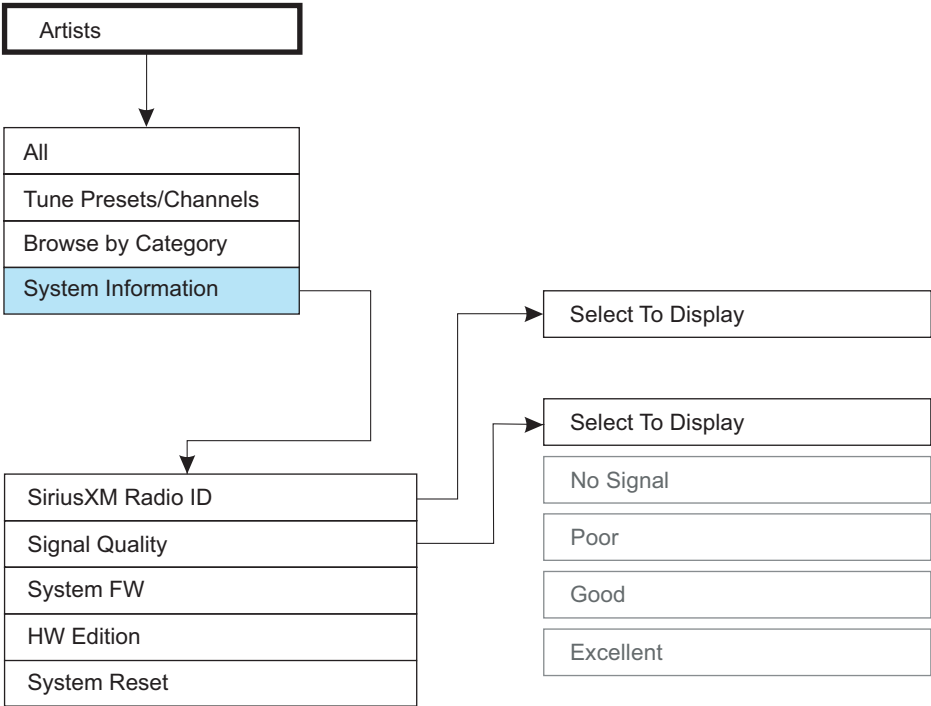 Artists
All
Tune Presets/Channels
Browse by Category
System Information
Select To Display
Select To Display
No Signal
Poor
Good
Excellent
SiriusXM Radio ID
Signal Quality
System FW
HW Edition
System Reset